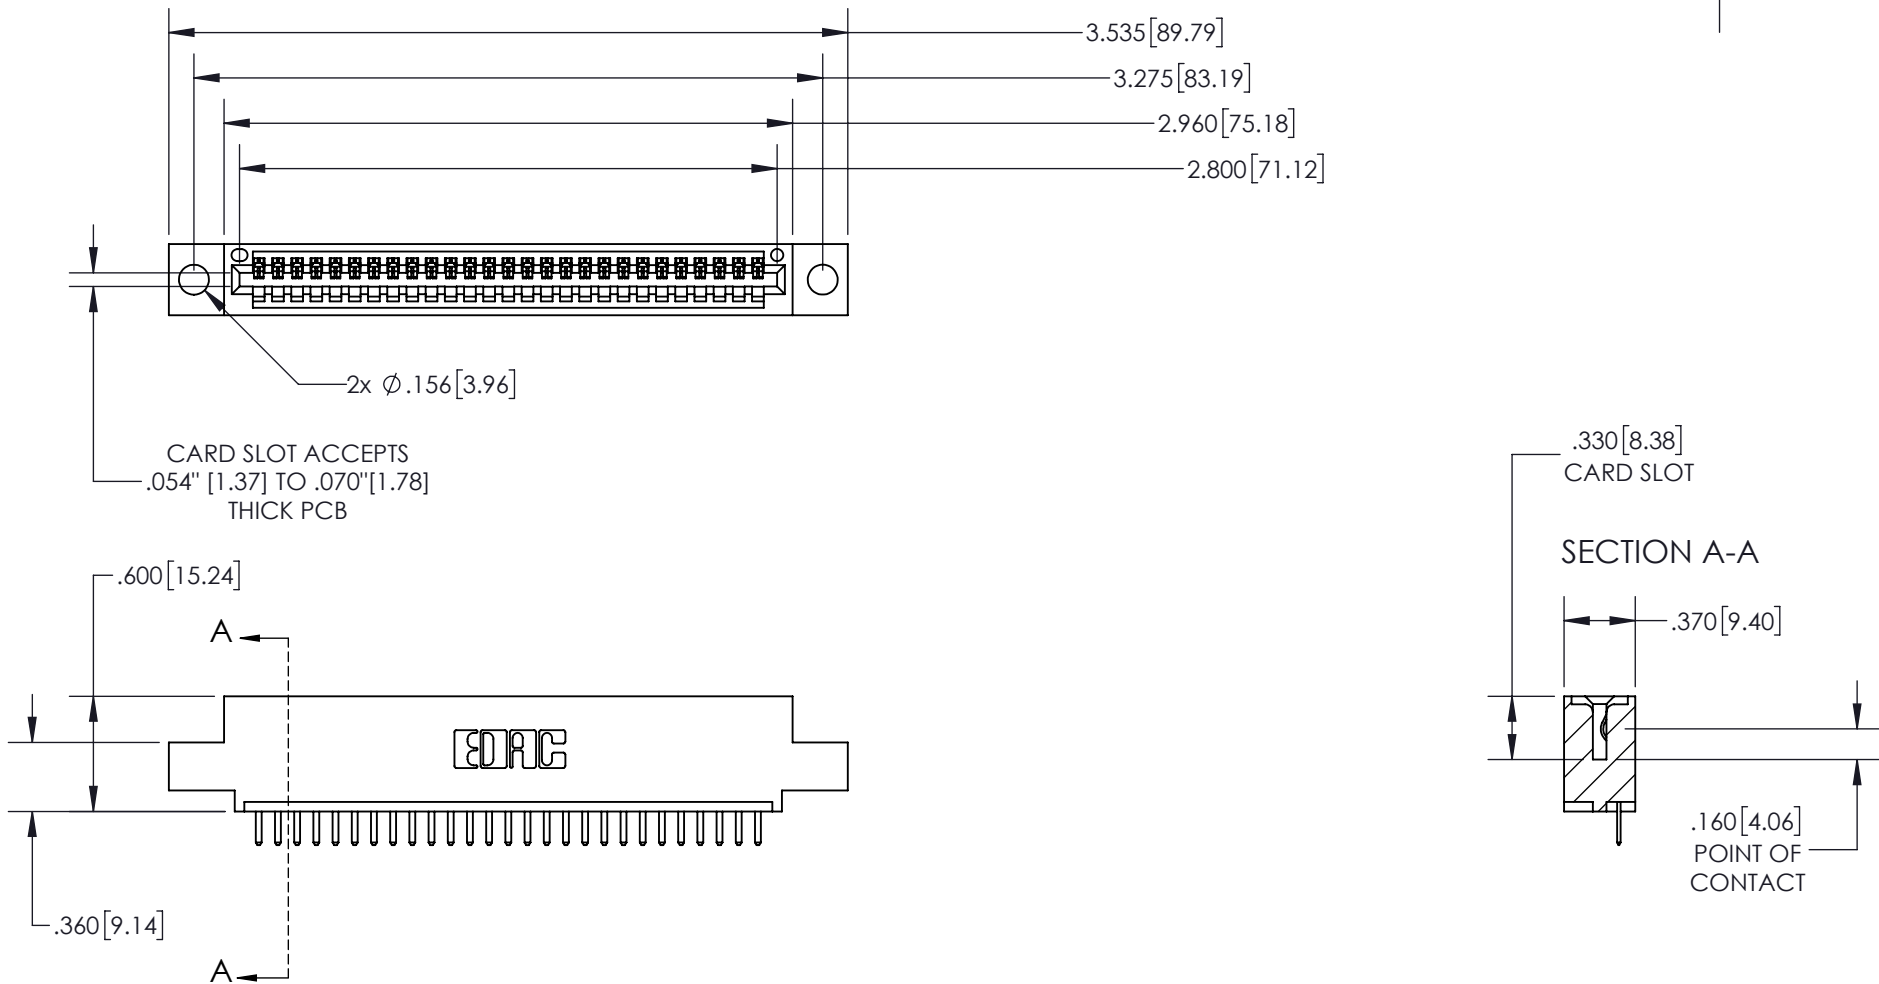 3.535[89.79]
3.275[83.19]
2.960[75.18]
2.800[71.12]
2x Ø.156[3.96]
CARD SLOT ACCEPTS
.054" [1.37] TO .070"[1.78]
THICK PCB
.330[8.38]
CARD SLOT
SECTION A-A
.600[15.24]
.370[9.40]
A
EDAC
.160[4.06]
POINT OF
CONTACT
.360[9.14]
A